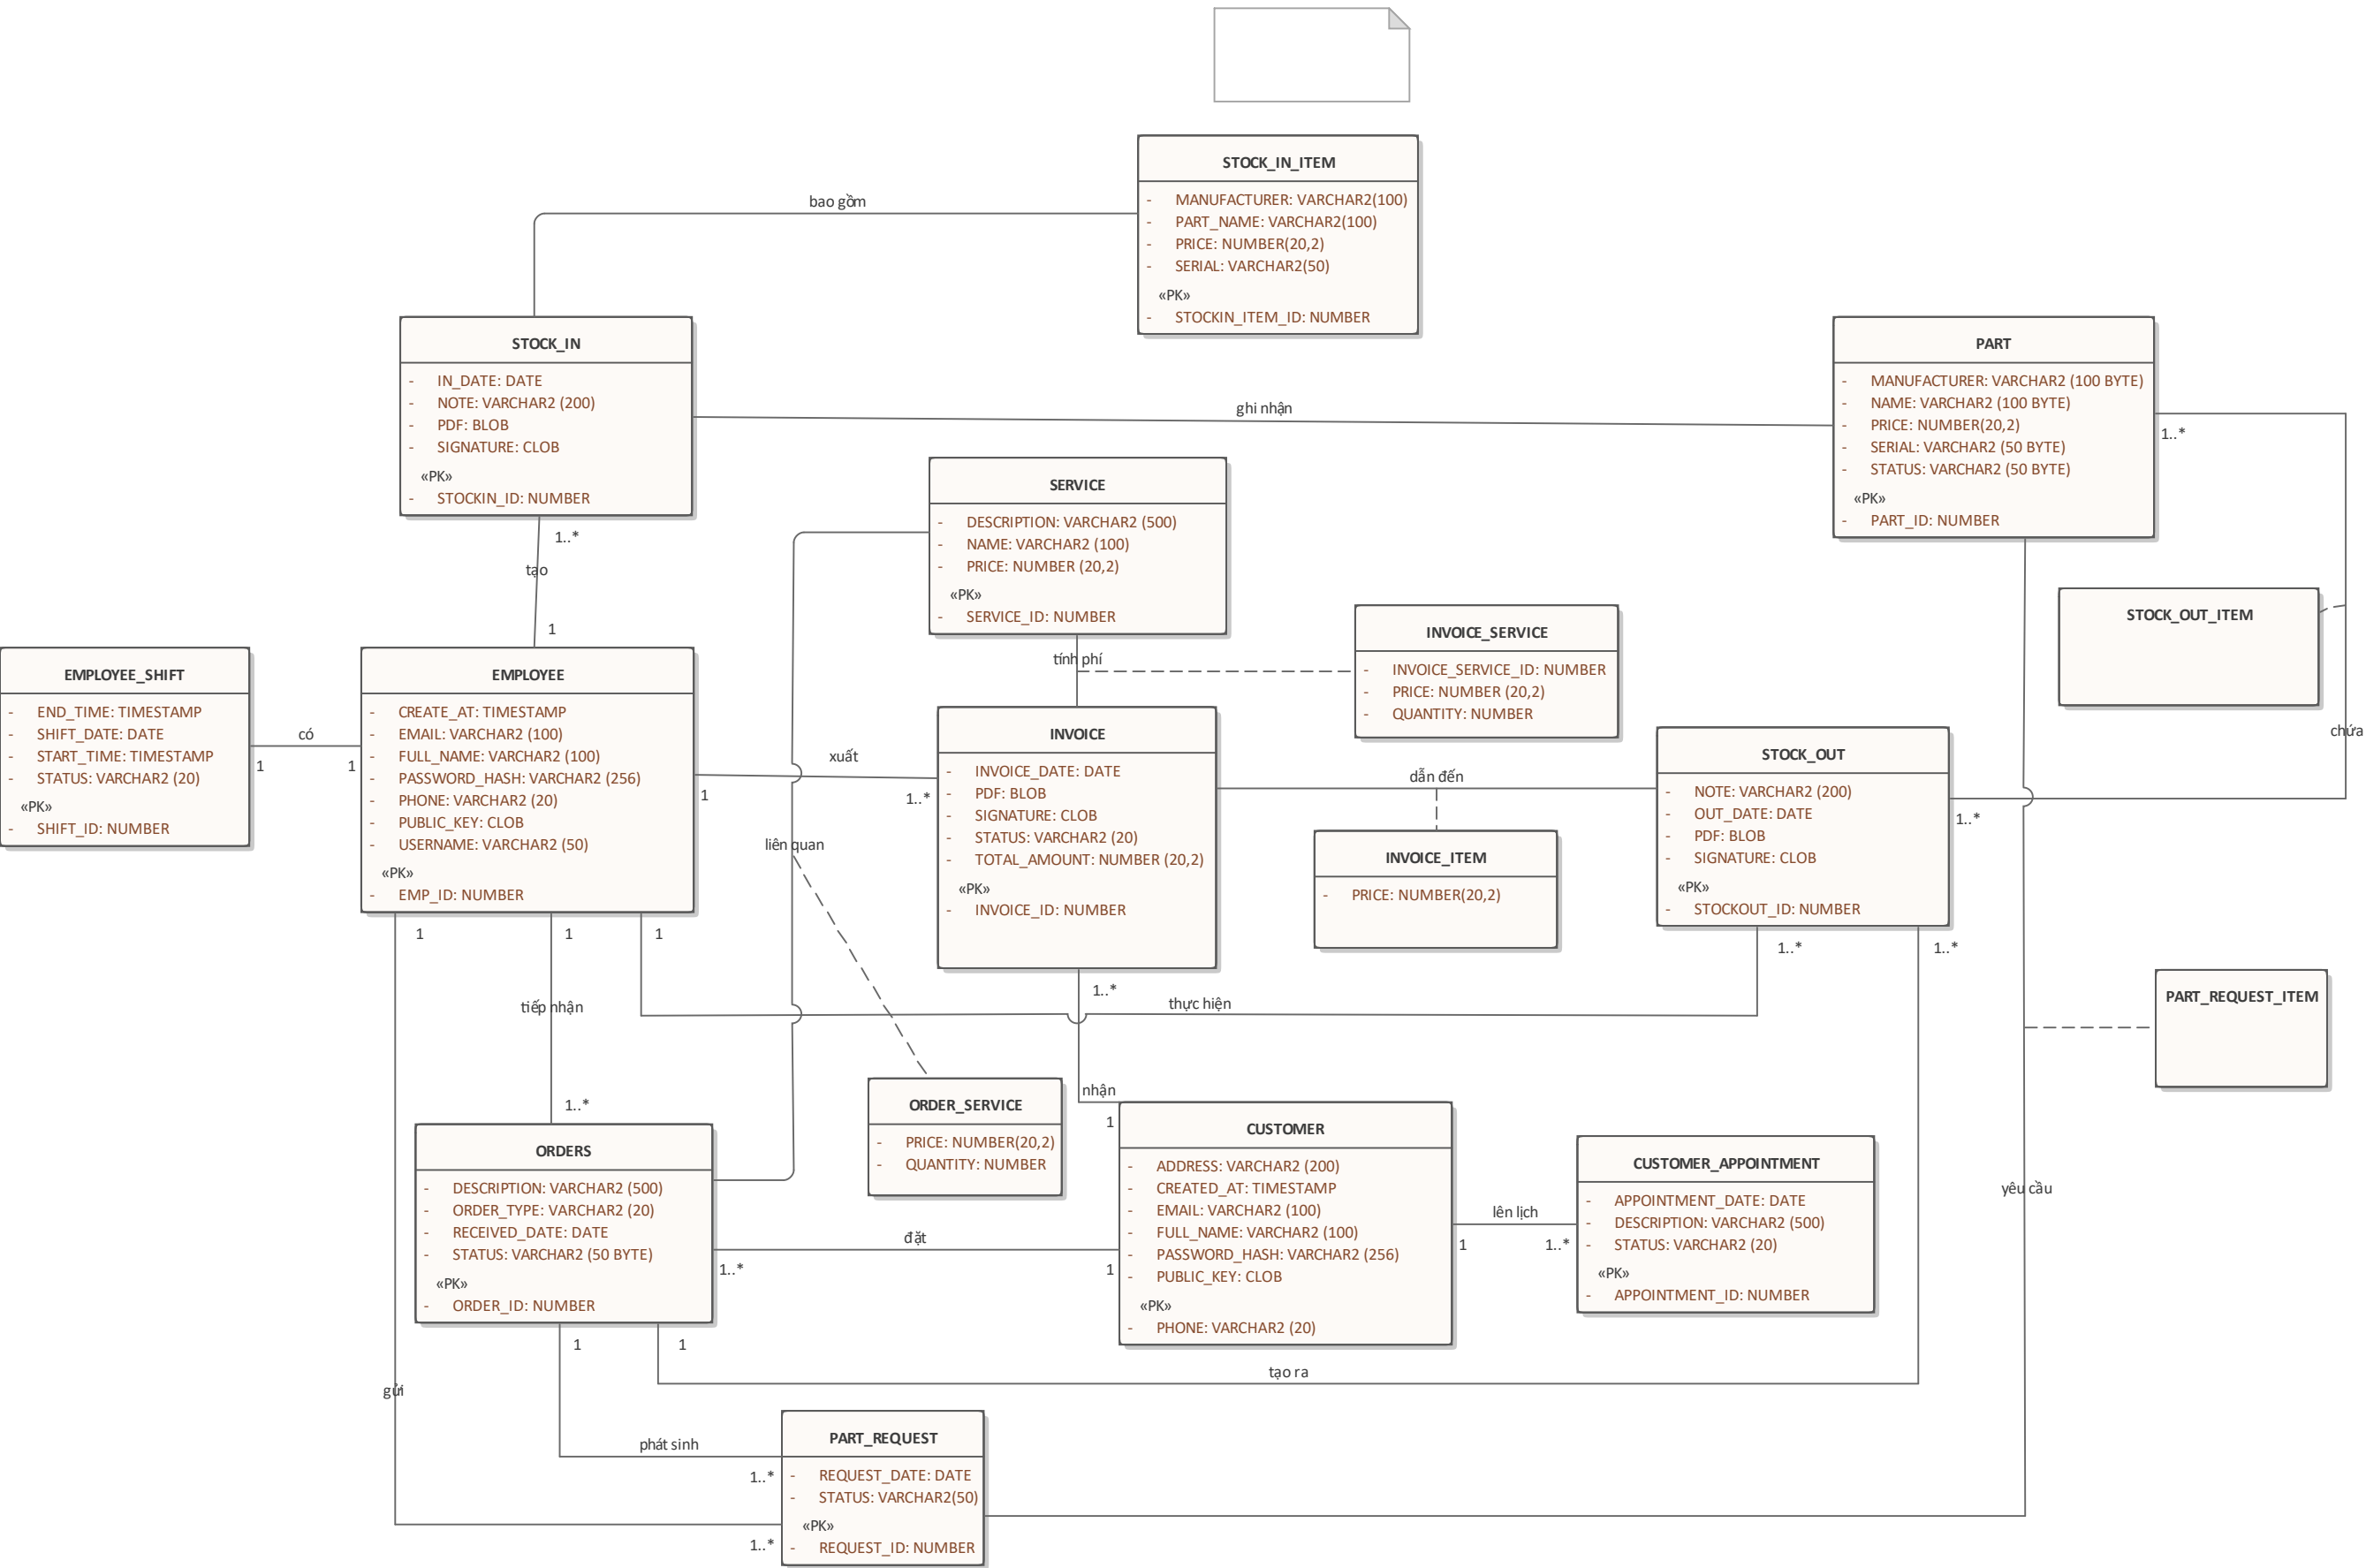 STOCK_IN_ITEM
- MANUFACTURER: VARCHAR2(100)
- PART_NAME: VARCHAR2(100)
- PRICE: NUMBER(20,2)
- SERIAL: VARCHAR2(50)
«PK»
- STOCKIN_ITEM_ID: NUMBER
bao gồm
STOCK_IN
- IN_DATE: DATE
- NOTE: VARCHAR2 (200)
- PDF: BLOB
- SIGNATURE: CLOB
«PK»
- STOCKIN_ID: NUMBER
ghi nhận
PART
- MANUFACTURER: VARCHAR2 (100 BYTE)
- NAME: VARCHAR2 (100 BYTE)
- PRICE: NUMBER(20,2)
- SERIAL: VARCHAR2 (50 BYTE)
- STATUS: VARCHAR2 (50 BYTE)
«PK»
- PART_ID: NUMBER
1..*
SERVICE
- DESCRIPTION: VARCHAR2 (500)
- NAME: VARCHAR2 (100)
- PRICE: NUMBER (20,2)
«PK»
- SERVICE_ID: NUMBER
1..*
tạo
1
STOCK_OUT_ITEM
tính phí
INVOICE_SERVICE
- INVOICE_SERVICE_ID: NUMBER
- PRICE: NUMBER (20,2)
- QUANTITY: NUMBER
EMPLOYEE_SHIFT
- END_TIME: TIMESTAMP
- SHIFT_DATE: DATE
- START_TIME: TIMESTAMP
- STATUS: VARCHAR2 (20)
«PK»
- SHIFT_ID: NUMBER
có
1
1
EMPLOYEE
- CREATE_AT: TIMESTAMP
- EMAIL: VARCHAR2 (100)
- FULL_NAME: VARCHAR2 (100)
- PASSWORD_HASH: VARCHAR2 (256)
- PHONE: VARCHAR2 (20)
- PUBLIC_KEY: CLOB
- USERNAME: VARCHAR2 (50)
«PK»
- EMP_ID: NUMBER
xuất
1
1..*
INVOICE
- INVOICE_DATE: DATE
- PDF: BLOB
- SIGNATURE: CLOB
- STATUS: VARCHAR2 (20)
- TOTAL_AMOUNT: NUMBER (20,2)
«PK»
- INVOICE_ID: NUMBER
dẫn đến
STOCK_OUT
- NOTE: VARCHAR2 (200)
- OUT_DATE: DATE
- PDF: BLOB
- SIGNATURE: CLOB
«PK»
- STOCKOUT_ID: NUMBER
chứa
1..*
liên quan
INVOICE_ITEM
- PRICE: NUMBER(20,2)
1
1
1
1..*
1..*
1..*
tiếp nhận
thực hiện
PART_REQUEST_ITEM
nhận
1..*
1
ORDER_SERVICE
- PRICE: NUMBER(20,2)
- QUANTITY: NUMBER
ORDERS
- DESCRIPTION: VARCHAR2 (500)
- ORDER_TYPE: VARCHAR2 (20)
- RECEIVED_DATE: DATE
- STATUS: VARCHAR2 (50 BYTE)
«PK»
- ORDER_ID: NUMBER
đặt
1..*
1
CUSTOMER
- ADDRESS: VARCHAR2 (200)
- CREATED_AT: TIMESTAMP
- EMAIL: VARCHAR2 (100)
- FULL_NAME: VARCHAR2 (100)
- PASSWORD_HASH: VARCHAR2 (256)
- PUBLIC_KEY: CLOB
«PK»
- PHONE: VARCHAR2 (20)
lên lịch
1
1..*
CUSTOMER_APPOINTMENT
- APPOINTMENT_DATE: DATE
- DESCRIPTION: VARCHAR2 (500)
- STATUS: VARCHAR2 (20)
«PK»
- APPOINTMENT_ID: NUMBER
yêu cầu
1
1
tạo ra
gửi
phát sinh
1..*
1..*
PART_REQUEST
- REQUEST_DATE: DATE
- STATUS: VARCHAR2(50)
«PK»
- REQUEST_ID: NUMBER